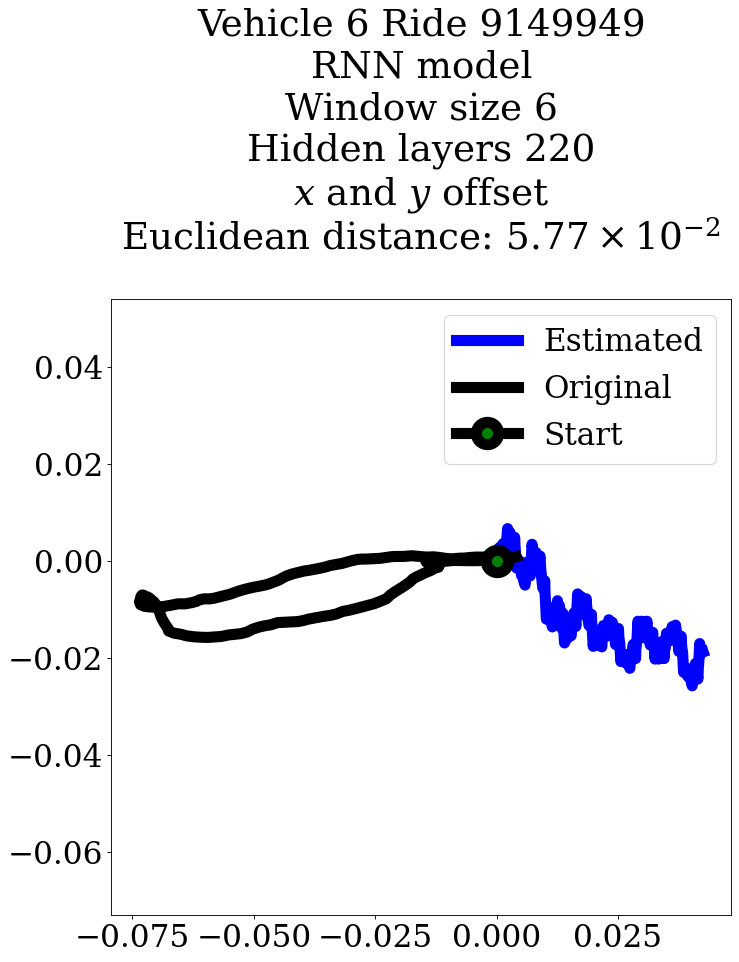 Vehicle 6 Ride 9149949
RNN model
Window size 6
Hidden layers 220
x and y offset
Euclidean distance: 5.77 × 10⁻²
Estimated
Original
Start
0.04
0.02
0.00
−0.02
−0.04
−0.06
−0.075 −0.050 −0.025 0.000 0.025